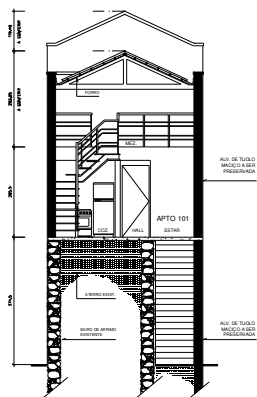 FORRO
MEZ.
ALV. DE TIJOLO
MACIÇO A SER
PRESERVADA
APTO 101
COZ.
HALL
ESTAR
ATERRO EXIST.
MURO DE ARRIMO
EXISTENTE
ALV. DE TIJOLO
MACIÇO A SER
PRESERVADA